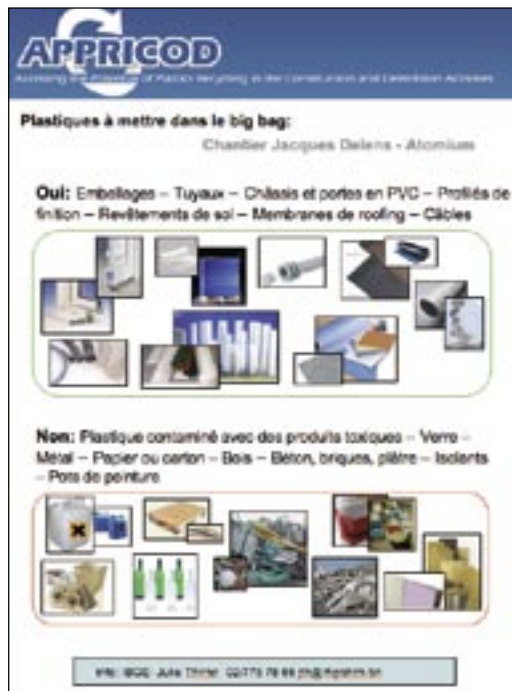 APPRICOD
Assessing the Potential of Plastics Recycling in the Construction and Demolition Activities
Plastiques à mettre dans le big bag:
Chantier Jacques Delens - Atomium
Oui: Embellages – Tuyaux – Châssis et portes en PVC – Profilés de
finition – Revêtements de sol – Membranes de roofing – Câbles
Non: Plastique contaminé avec des produits toxiques – Verre –
Métal – Papier ou carton – Bois – Béton, briques, plâtre – Isolants
– Pots de peinture
Info: